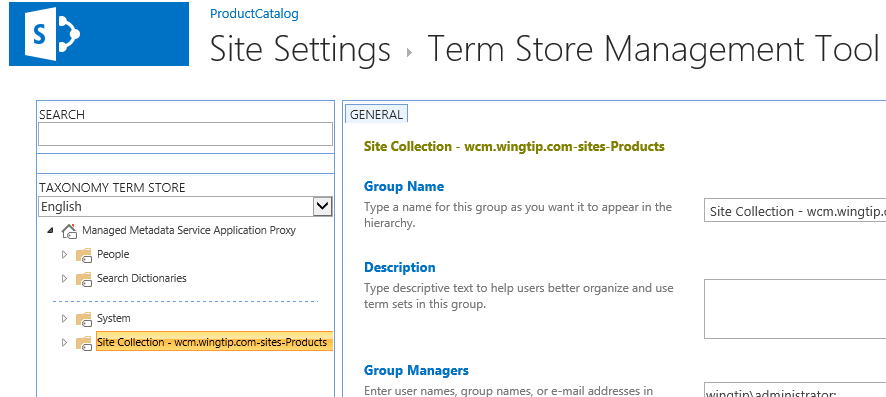 ProductCatalog
Site Settings › Term Store Management Tool
SEARCH
TAXONOMY TERM STORE
English
Managed Metadata Service Application Proxy
People
Search Dictionaries
System
Site Collection - wcm.wingtip.com-sites-Products
GENERAL
Site Collection - wcm.wingtip.com-sites-Products
Group Name
Type a name for this group as you want it to appear in the
hierarchy.
Site Collection - wcm.wingtip.c
Description
Type descriptive text to help users better organize and use
term sets in this group.
Group Managers
Enter user names, group names, or e-mail addresses in
wingtip\administrator;